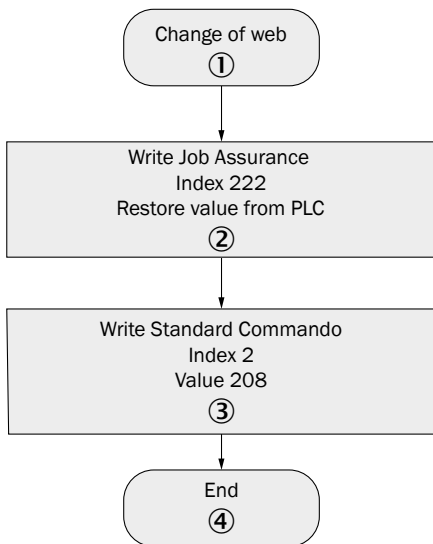 Change of web
①
Write Job Assurance
Index 222
Restore value from PLC
②
Write Standard Commando
Index 2
Value 208
③
End
④